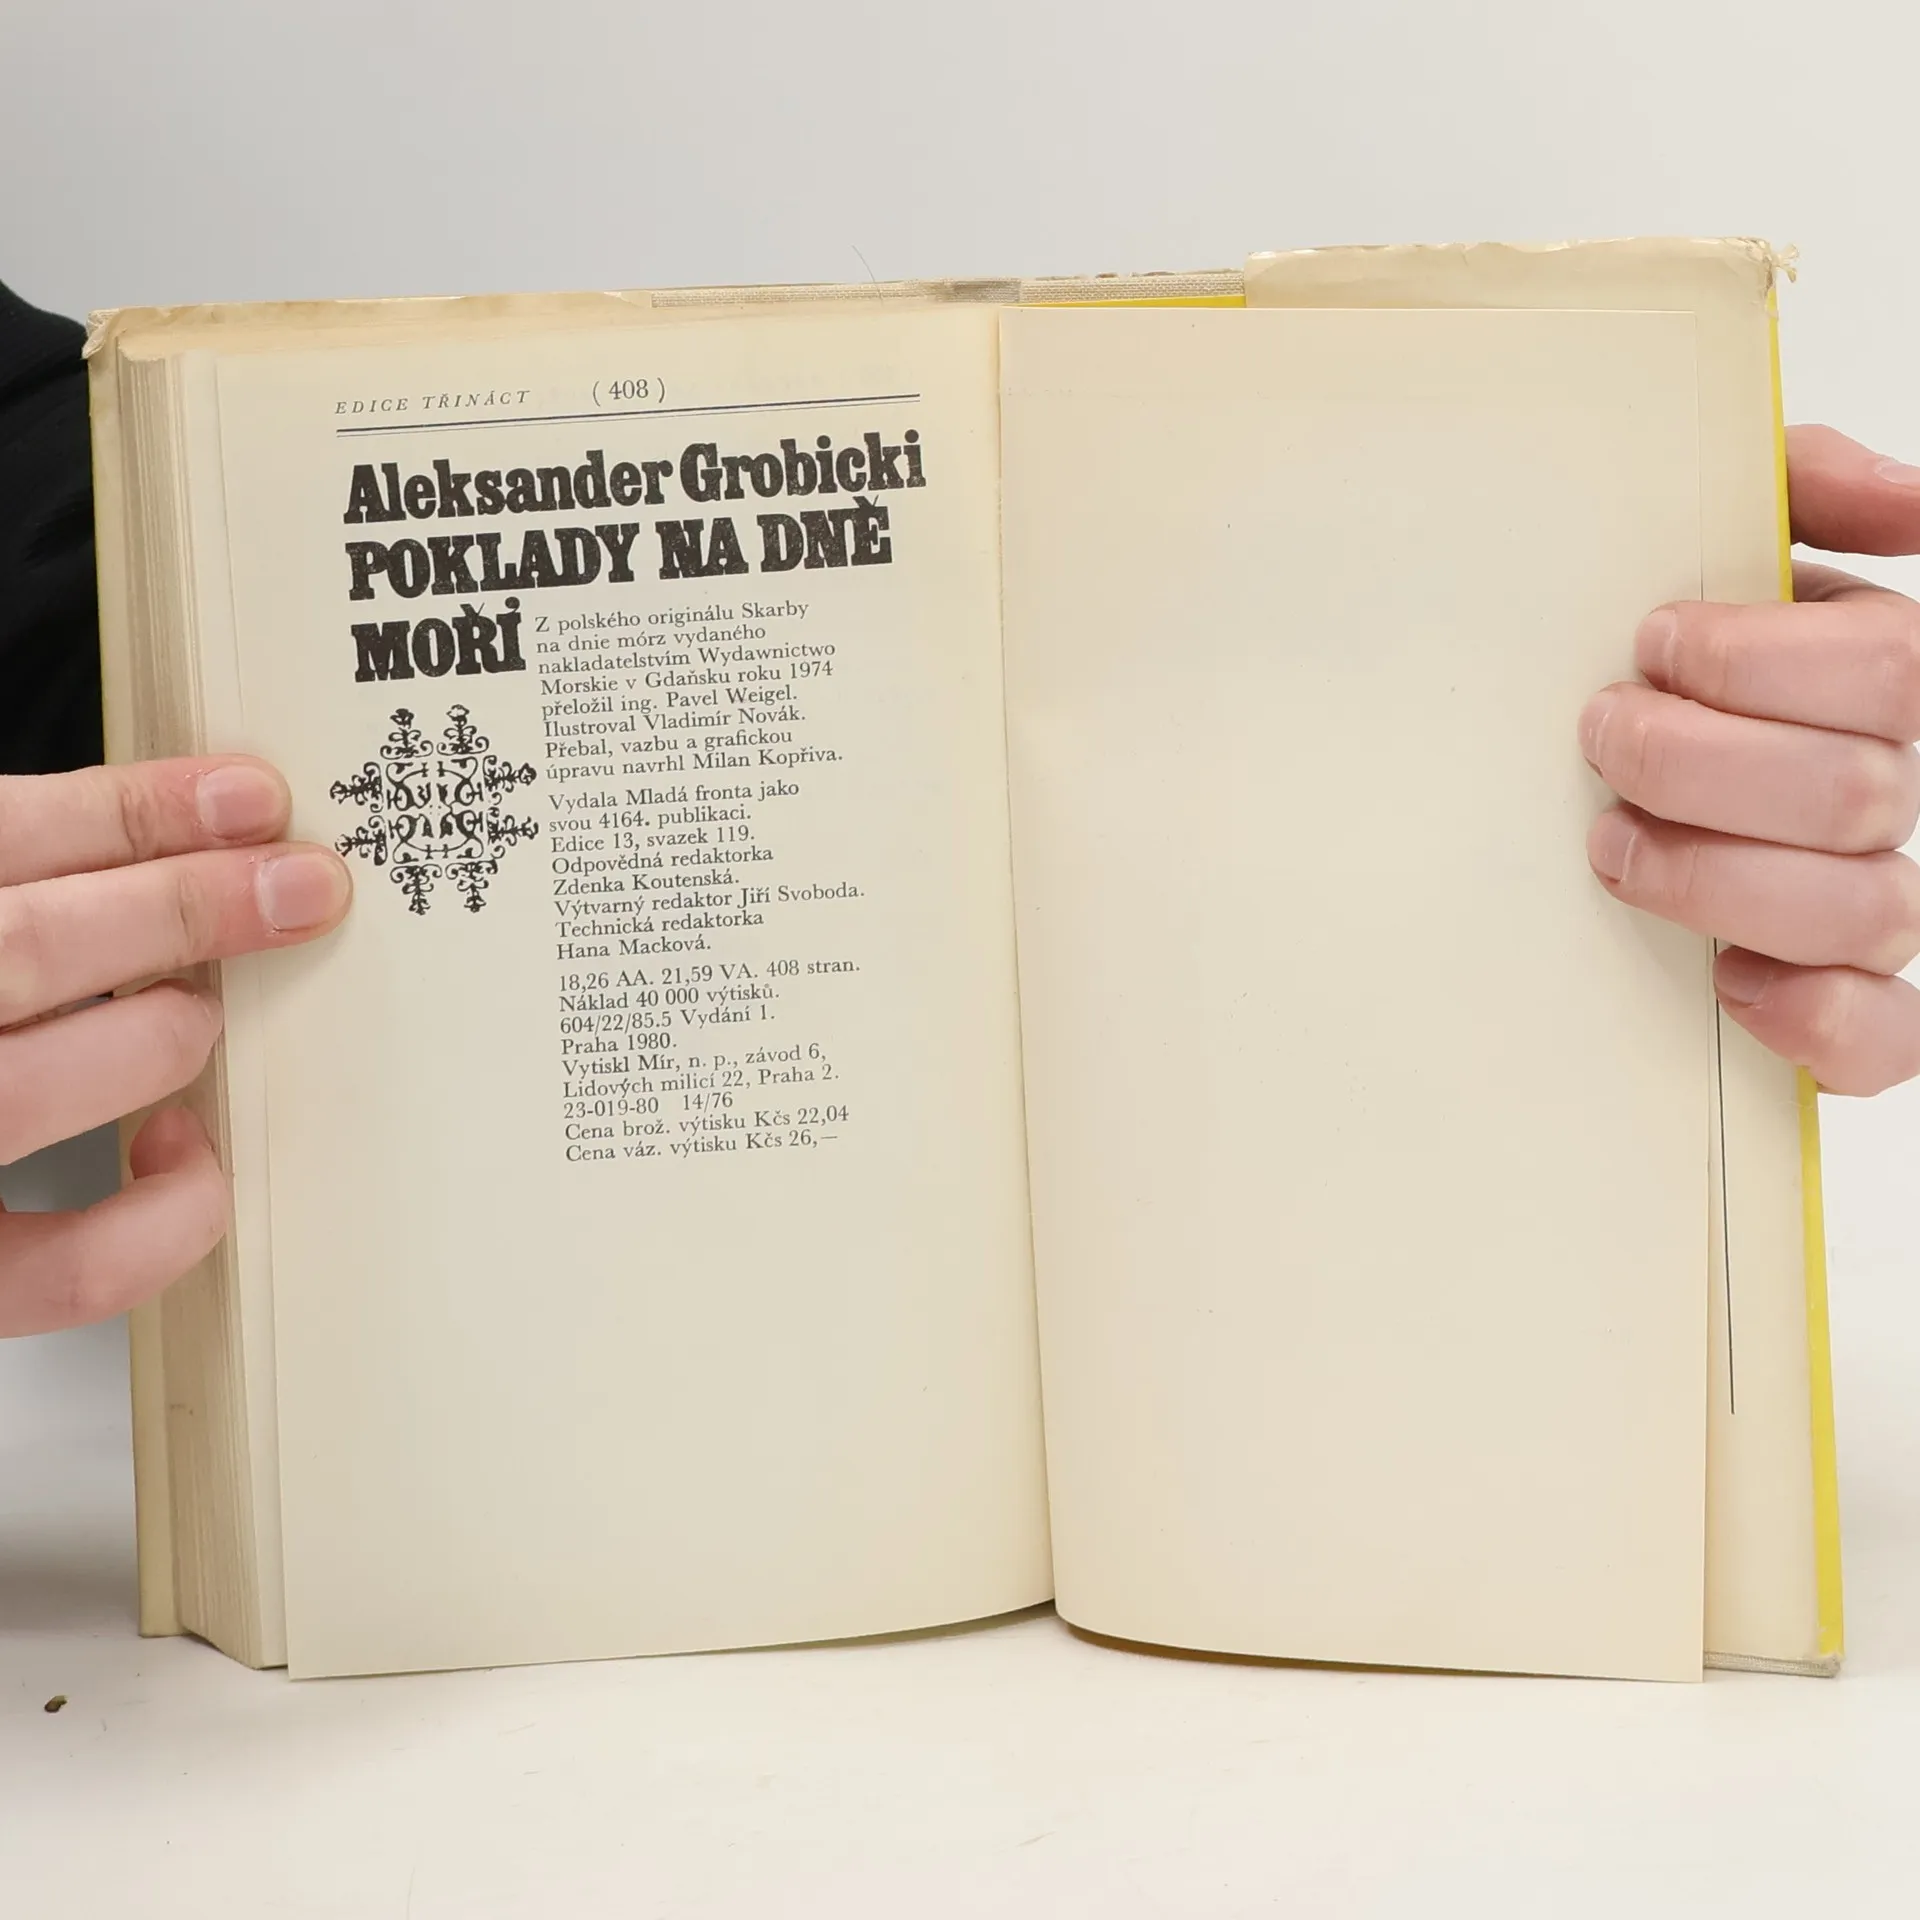 EDICE TŘINÁCT (408)
Aleksander Grobicki
POKLADY NA DNĚ
MOŘÍ
Z polského originálu Skarby
na dnie mórz vydaného
nakladatelstvím Wydawnictwo
Morskie v Gdaňsku roku 1974
přeložil ing. Pavel Weigel.
Ilustroval Vladimír Novák.
Přebal, vazbu a grafickou
úpravu navrhl Milan Kopřiva.
Vydala Mladá fronta jako
svou 4164. publikaci.
Edice 13, svazek 119.
Odpovědná redaktorka
Zdenka Koutenská.
Výtvarný redaktor Jiří Svoboda.
Technická redaktorka
Hana Macková.
18,26 AA. 21,59 VA. 408 stran.
Náklad 40 000 výtisků.
604/22/85.5 Vydání 1.
Praha 1980.
Vytiskl Mír, n. p., závod 6,
Lidových milicí 22, Praha 2.
23-019-80 14/76
Cena brož. výtisku Kčs 22,04
Cena váz. výtisku Kčs 26,—